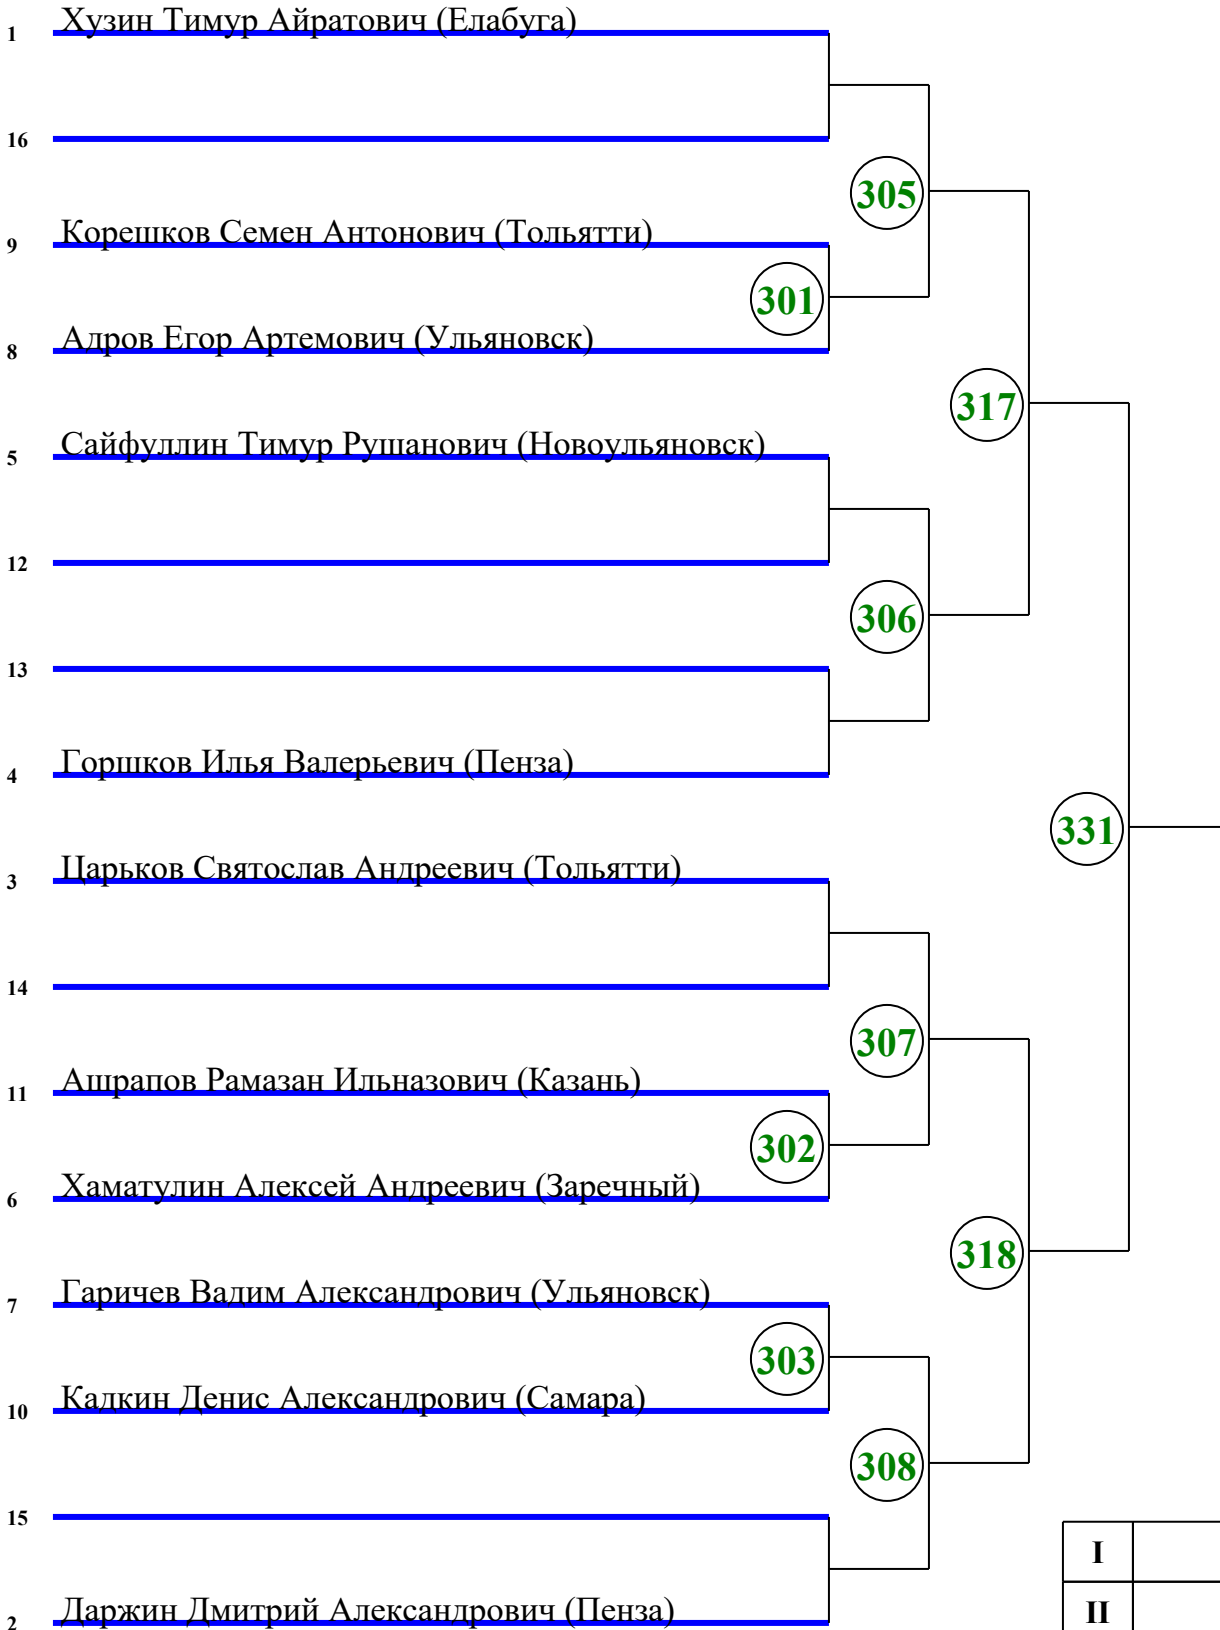 1 Хузин Тимур Айратович (Елабуга)
16
305
9 Корешков Семен Антонович (Тольятти)
301
8 Адров Егор Артемович (Ульяновск)
317
5 Сайфуллин Тимур Рушанович (Новоульяновск)
12
306
13
4 Горшков Илья Валерьевич (Пенза)
331
3 Царьков Святослав Андреевич (Тольятти)
14
307
11 Ашрапов Рамазан Ильназович (Казань)
302
6 Хаматулин Алексей Андреевич (Заречный)
318
7 Гаричев Вадим Александрович (Ульяновск)
303
10 Кадкин Денис Александрович (Самара)
308
15
I
2 Даржин Дмитрий Александрович (Пенза)
II